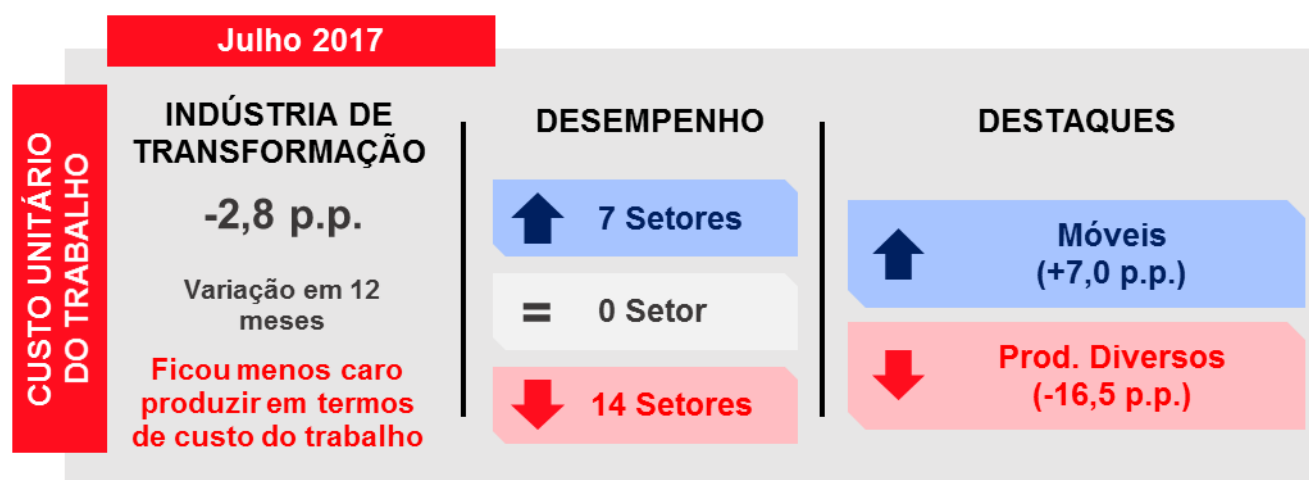 Julho 2017
CUSTO UNITÁRIO
DO TRABALHO
INDÚSTRIA DE
TRANSFORMAÇÃO
-2,8 p.p.
Variação em 12
meses
Ficou menos caro
produzir em termos
de custo do trabalho
DESEMPENHO
7 Setores
= 0 Setor
14 Setores
DESTAQUES
Móveis
(+7,0 p.p.)
Prod. Diversos
(-16,5 p.p.)